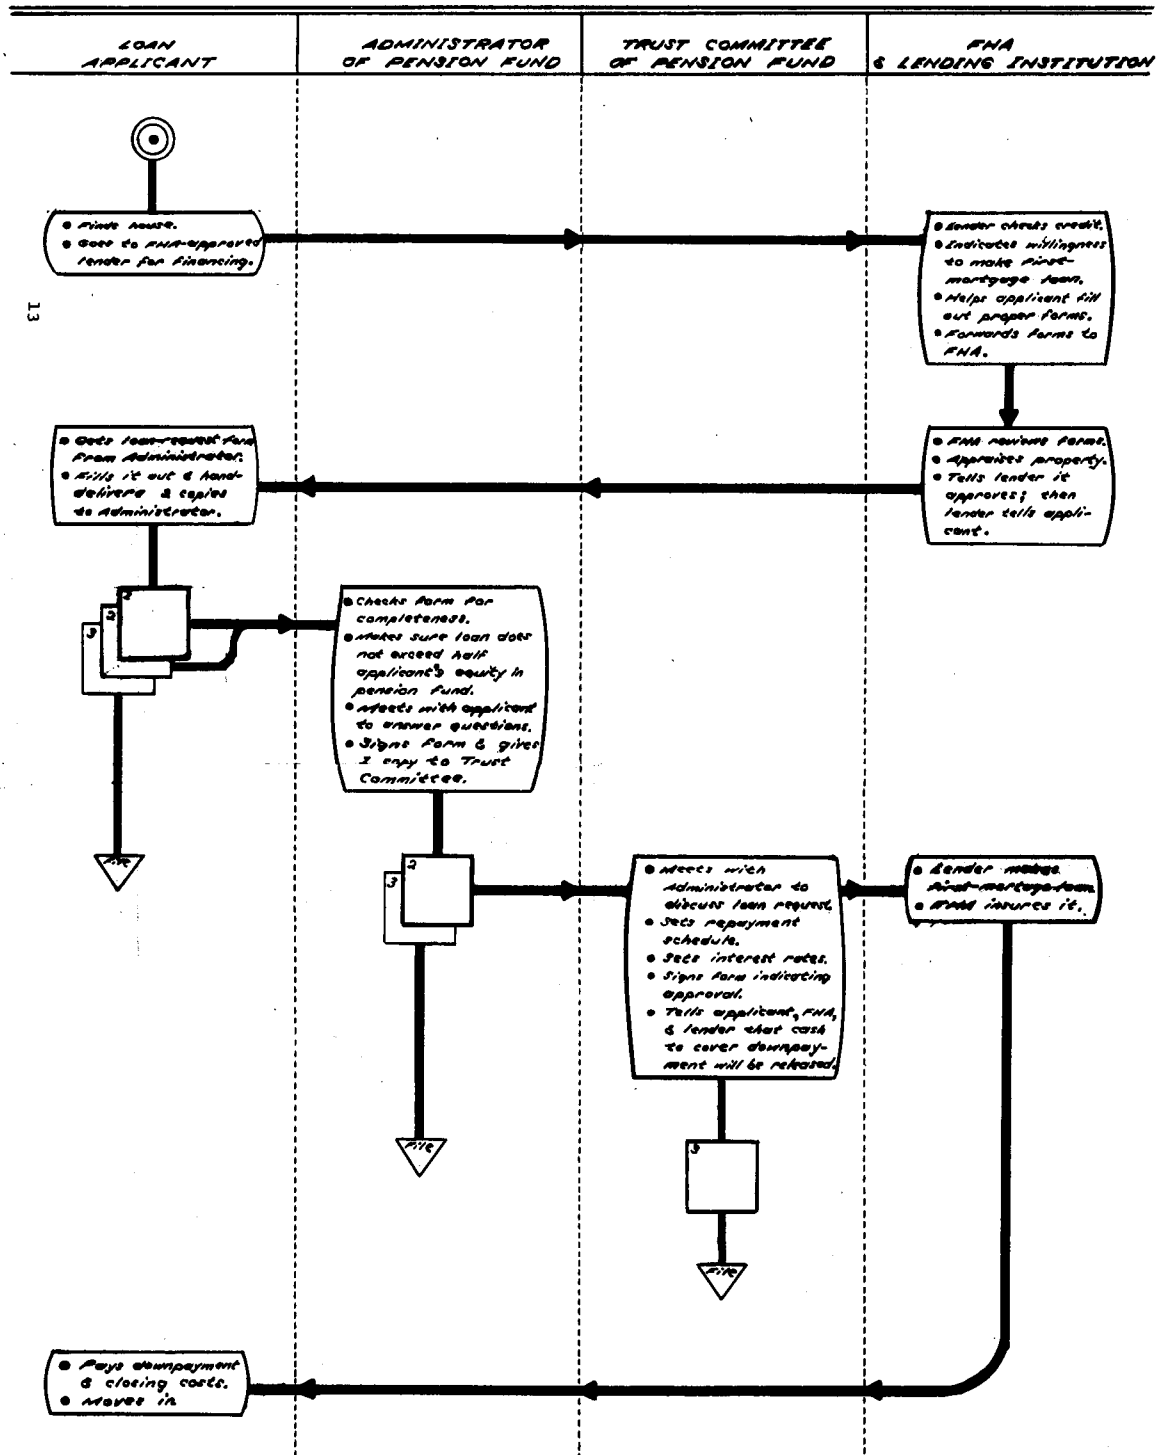 LOAN
APPLICANT
ADMINISTRATOR
OF PENSION FUND
TRUST COMMITTEE
OF PENSION FUND
FHA
& LENDING INSTITUTION
• Finds house.
• Goes to FHA-approved
lender for financing.
• Lender checks credit.
• Indicates willingness
to make first-
mortgage loan.
• Helps applicant fill
out proper forms.
• Forwards forms to
FHA.
13
• FHA reviews forms.
• Appraises property.
• Tells lender it
approves; then
lender tells appli-
cant.
• Gets loan-request form
from Administrator.
• Fills it out & hand-
delivers 2 copies
to Administrator.
2
3
• Checks form for
completeness.
• Makes sure loan does
not exceed half
applicant's equity in
pension fund.
• Meets with applicant
to answer questions.
• Signs form & gives
1 copy to Trust
Committee.
File
2
3
File
• Meets with
Administrator to
discuss loan request.
• Sets repayment
schedule.
• Sets interest rates.
• Signs form indicating
approval.
• Tells applicant, FHA,
& lender that cash
to cover downpay-
ment will be released.
• Lender makes
first-mortgage-loan
• FHA insures it.
3
File
• Pays downpayment
& closing costs.
• Moves in